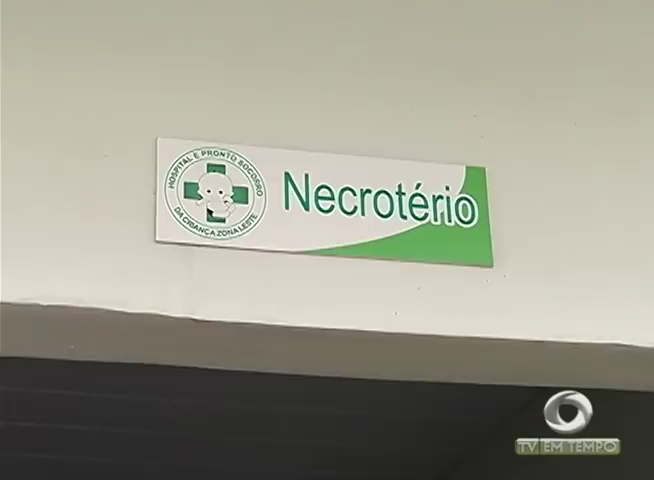 HOSPITAL E PRONTO SOCORRO
DA CRIANÇA ZONA LESTE
Necrotério
TV EM TEMPO